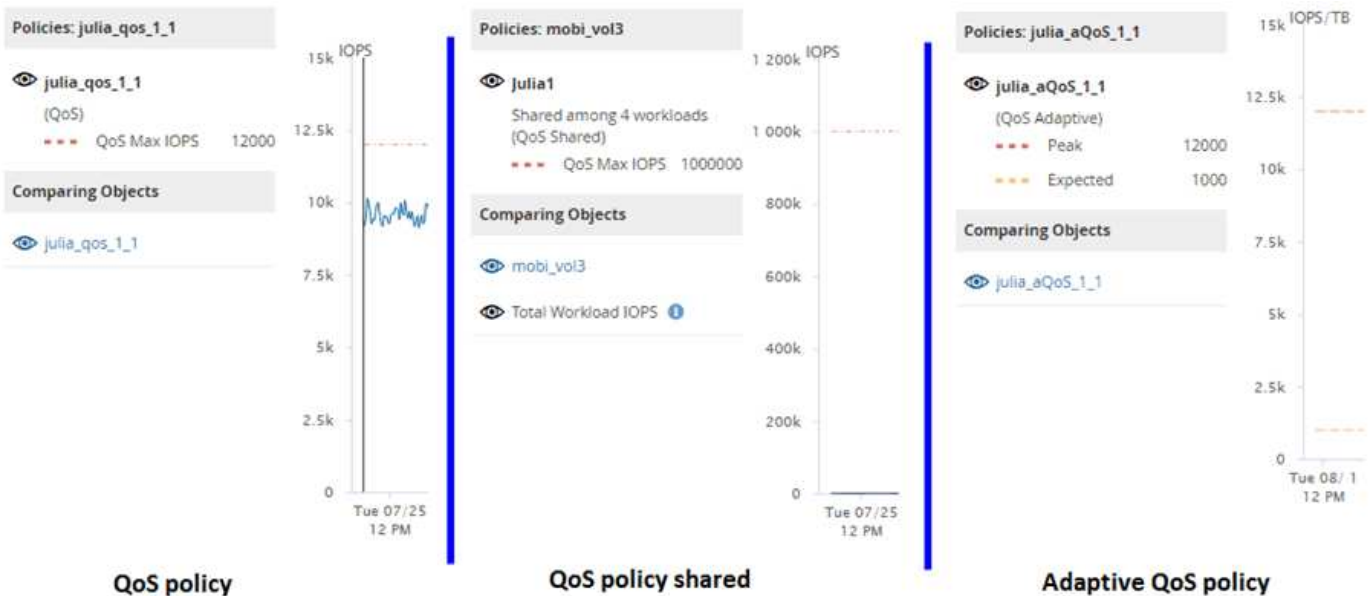 Policies: julia_qos_1_1
julia_qos_1_1
(QoS)
QoS Max IOPS 12000
Comparing Objects
julia_qos_1_1
IOPS
15k
12.5k
10k
7.5k
5k
2.5k
0
Tue 07/25
12 PM
QoS policy
Policies: mobi_vol3
Julia1
Shared among 4 workloads
(QoS Shared)
QoS Max IOPS 1000000
Comparing Objects
mobi_vol3
Total Workload IOPS i
IOPS
1 200k
1 000k
800k
600k
400k
200k
0
Tue 07/25
12 PM
QoS policy shared
Policies: julia_aQoS_1_1
julia_aQoS_1_1
(QoS Adaptive)
Peak 12000
Expected 1000
Comparing Objects
julia_aQoS_1_1
IOPS/TB
15k
12.5k
10k
7.5k
5k
2.5k
0
Tue 08/ 1
12 PM
Adaptive QoS policy